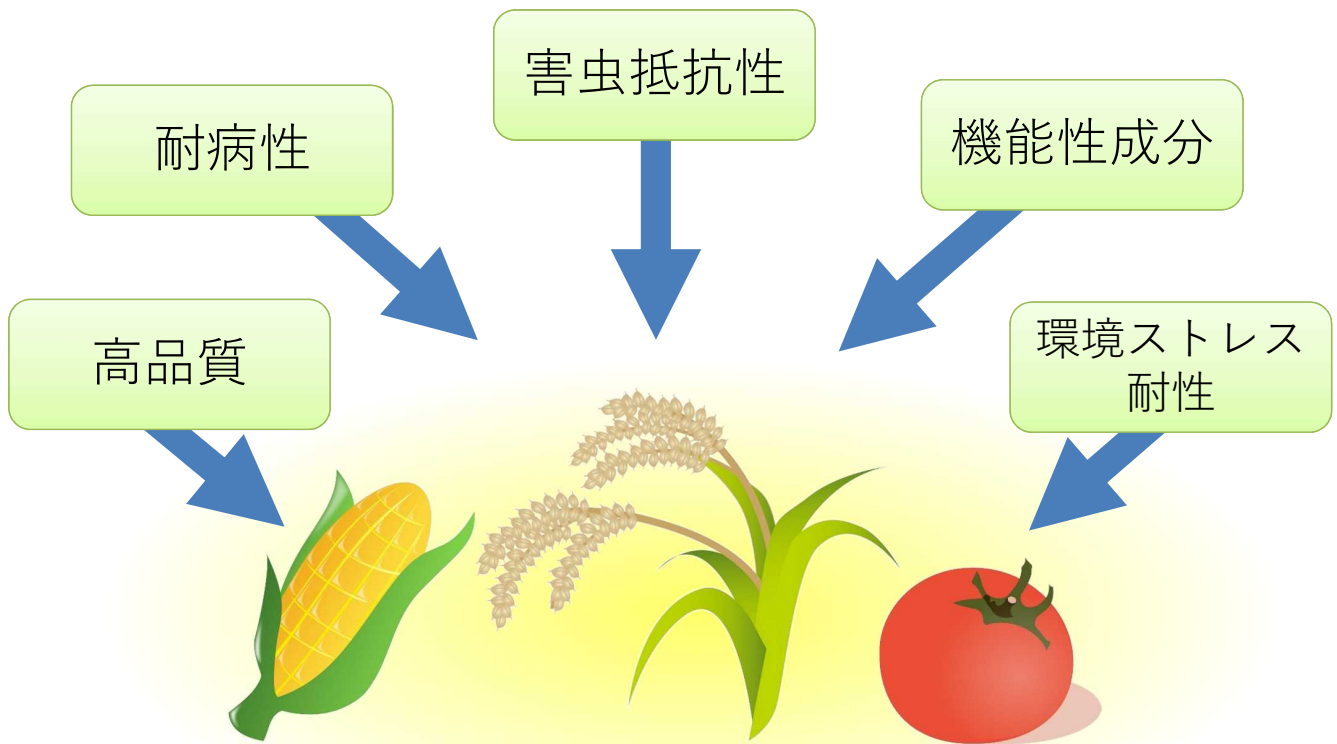 害虫抵抗性
耐病性
機能性成分
高品質
環境ストレス
耐性